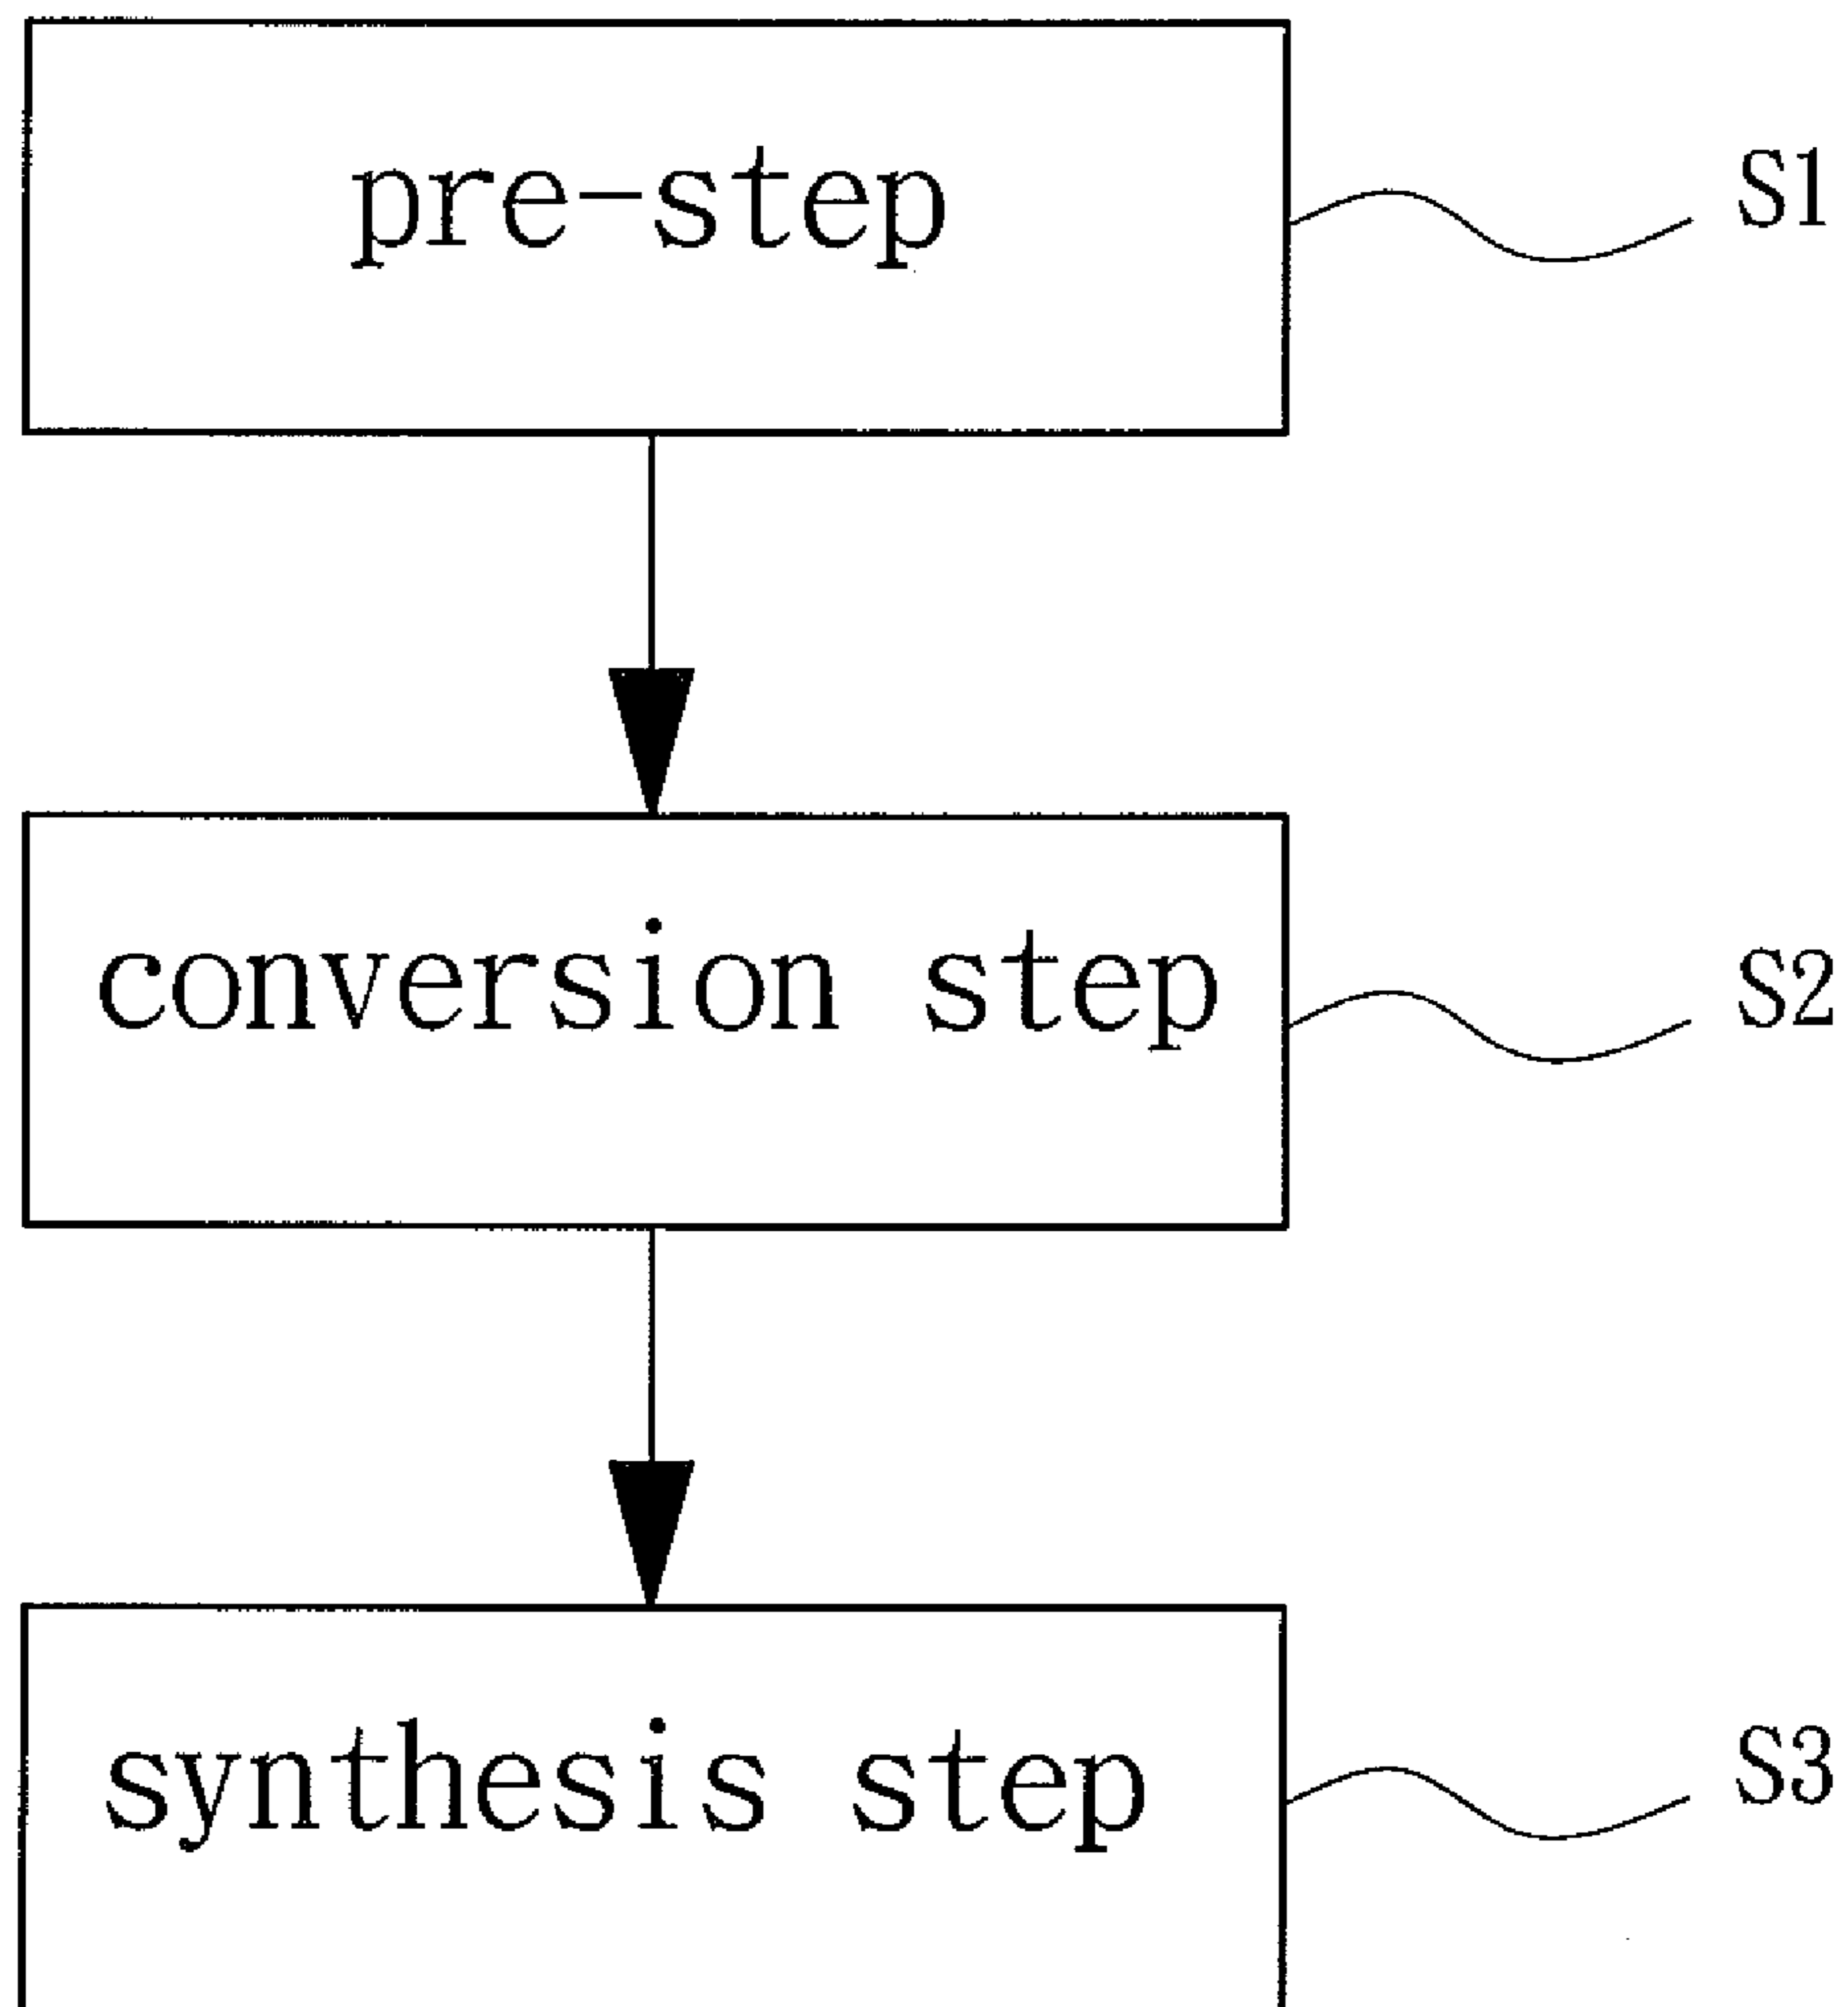 pre-step
S1
conversion step
S2
synthesis step
S3